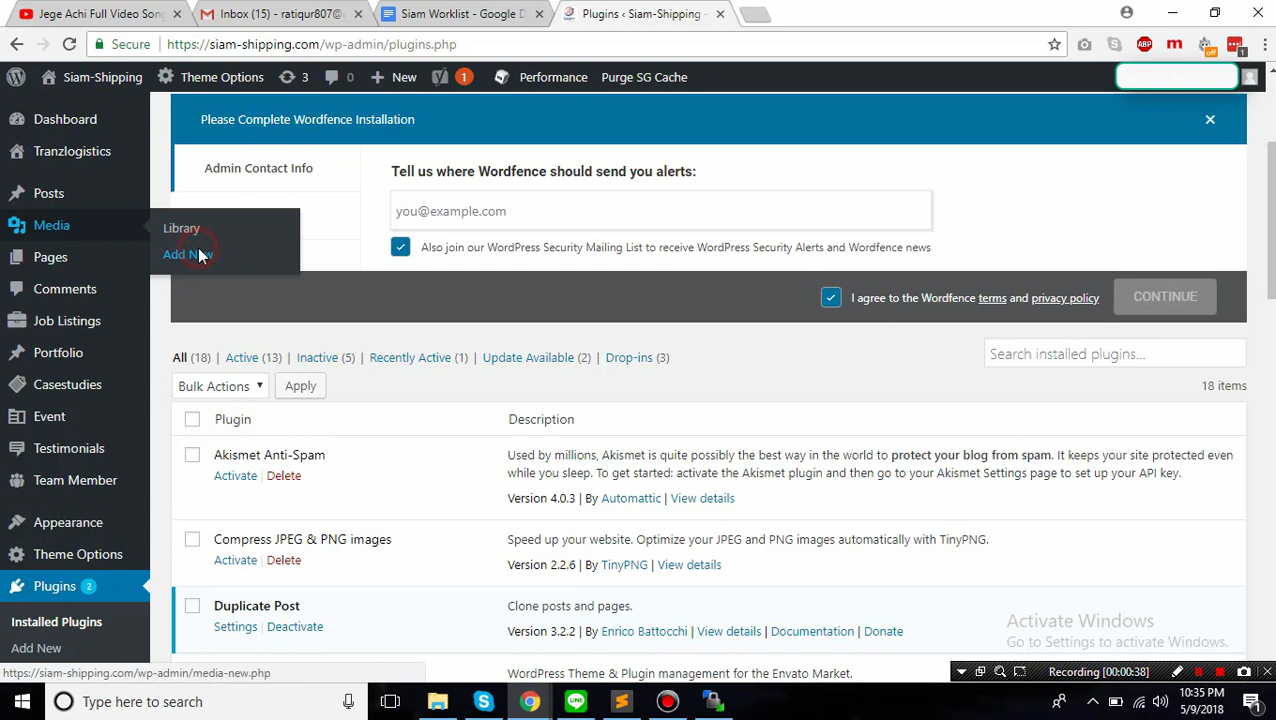 Jege Achi Full Video Song
Inbox (15) - ratiqur807@g
Siam Worklist - Google D
Plugins ‹ Siam-Shipping -
Secure
https://siam-shipping.com/wp-admin/plugins.php
ABP
m
off
1
Siam-Shipping
Theme Options
3
0
New
1
Performance
Purge SG Cache
Dashboard
Tranzlogistics
Posts
Media
Pages
Comments
Job Listings
Portfolio
Casestudies
Event
Testimonials
Team Member
Appearance
Theme Options
Plugins 2
Installed Plugins
Add New
Library
Add New
Please Complete Wordfence Installation
Admin Contact Info
Tell us where Wordfence should send you alerts:
you@example.com
Also join our WordPress Security Mailing List to receive WordPress Security Alerts and Wordfence news
I agree to the Wordfence terms and privacy policy
CONTINUE
All (18) | Active (13) | Inactive (5) | Recently Active (1) | Update Available (2) | Drop-ins (3)
Search installed plugins...
Bulk Actions
Apply
18 items
Plugin
Description
Akismet Anti-Spam
Activate | Delete
Used by millions, Akismet is quite possibly the best way in the world to protect your blog from spam. It keeps your site protected even
while you sleep. To get started: activate the Akismet plugin and then go to your Akismet Settings page to set up your API key.
Version 4.0.3 | By Automattic | View details
Compress JPEG & PNG images
Activate | Delete
Speed up your website. Optimize your JPEG and PNG images automatically with TinyPNG.
Version 2.2.6 | By TinyPNG | View details
Duplicate Post
Settings | Deactivate
Clone posts and pages.
Version 3.2.2 | By Enrico Battocchi | View details | Documentation | Donate
WordPress Theme & Plugin management for the Envato Market.
Activate Windows
Go to Settings to activate Windows.
https://siam-shipping.com/wp-admin/media-new.php
Recording [00:00:38]
Type here to search
10:35 PM
5/9/2018
1